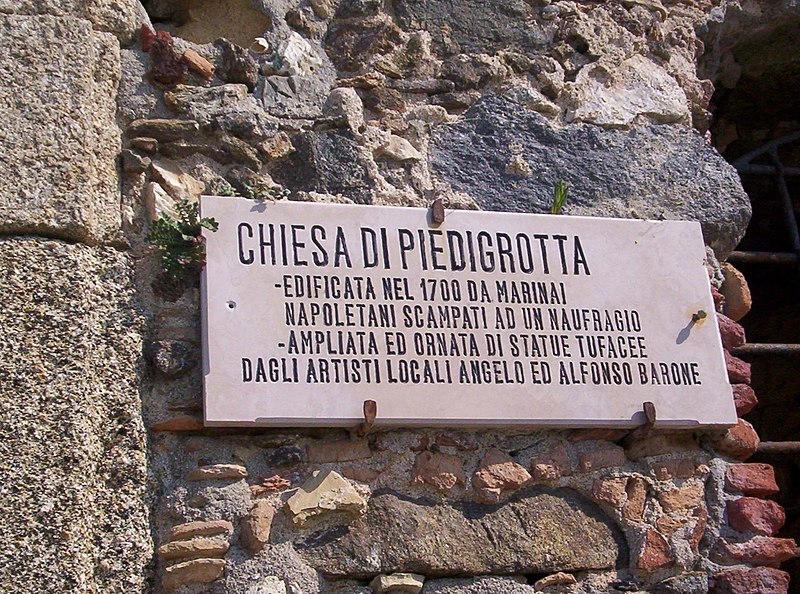 CHIESA DI PIEDIGROTTA
-EDIFICATA NEL 1700 DA MARINAI
NAPOLETANI SCAMPATI AD UN NAUFRAGIO
-AMPLIATA ED ORNATA DI STATUE TUFACEE
DAGLI ARTISTI LOCALI ANGELO ED ALFONSO BARONE